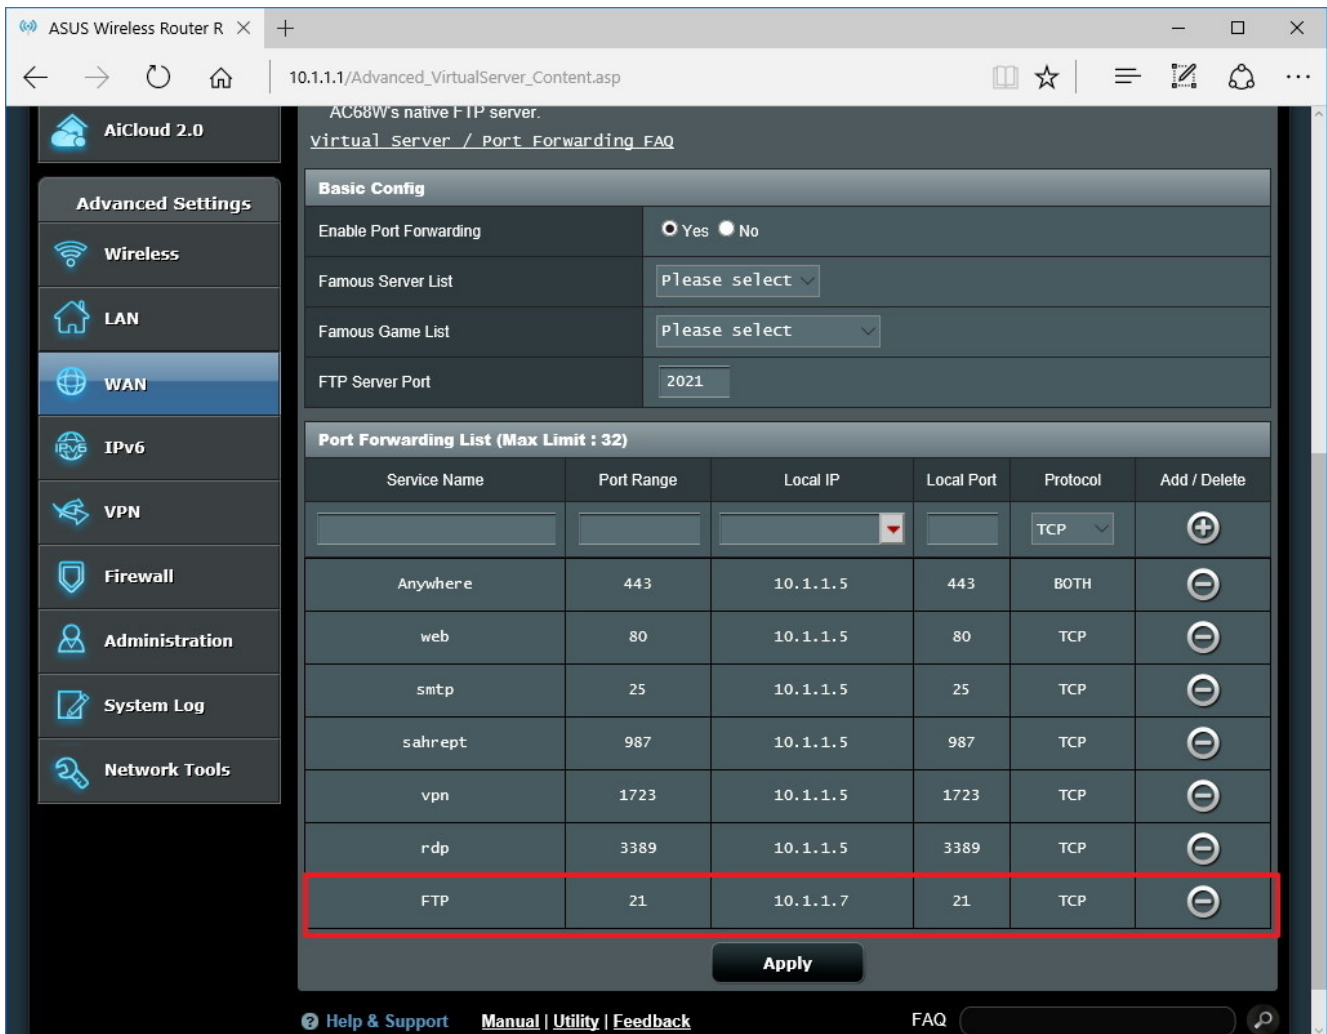 ASUS Wireless Router R
10.1.1.1/Advanced_VirtualServer_Content.asp
AiCloud 2.0
Advanced Settings
Wireless
LAN
WAN
IPv6
IPv6
VPN
Firewall
Administration
System Log
Network Tools
AC68W's native FTP server.
Virtual Server / Port Forwarding FAQ
Basic Config
Enable Port Forwarding Yes No
Famous Server List Please select
Famous Game List Please select
FTP Server Port 2021
Port Forwarding List (Max Limit : 32)
Service Name Port Range Local IP Local Port Protocol Add / Delete
TCP
Anywhere 443 10.1.1.5 443 BOTH
web 80 10.1.1.5 80 TCP
smtp 25 10.1.1.5 25 TCP
sahrept 987 10.1.1.5 987 TCP
vpn 1723 10.1.1.5 1723 TCP
rdp 3389 10.1.1.5 3389 TCP
FTP 21 10.1.1.7 21 TCP
Apply
Help & Support Manual | Utility | Feedback FAQ